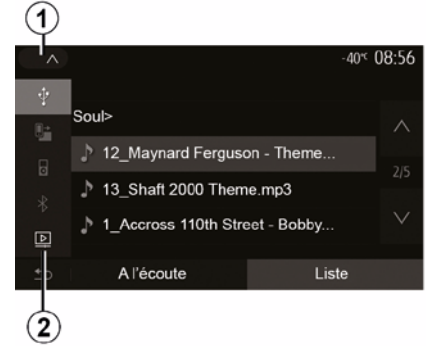 1
-40°C 08:56
Soul>
12_Maynard Ferguson - Theme...
13_Shaft 2000 Theme.mp3
2/5
1_Accross 110th Street - Bobby...
A l'écoute Liste
2